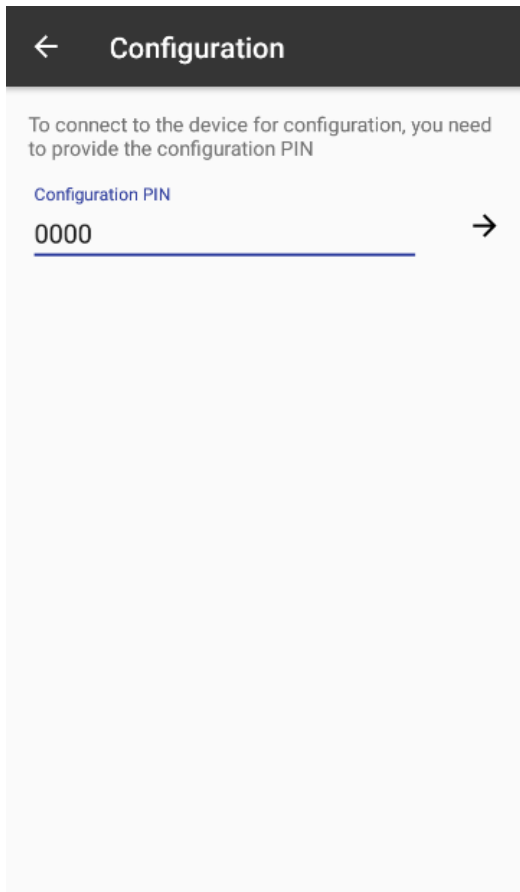 Configuration
To connect to the device for configuration, you need
to provide the configuration PIN
Configuration PIN
0000